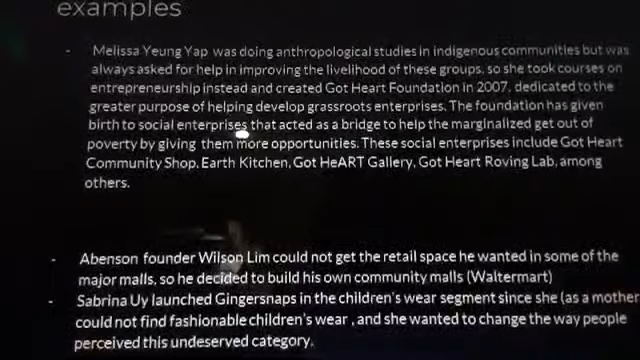 examples
- Melissa Yeung Yap was doing anthropological studies in indigenous communities but was
always asked for help in improving the livelihood of these groups, so she took courses on
entrepreneurship instead and created Got Heart Foundation in 2007, dedicated to the
greater purpose of helping develop grassroots enterprises. The foundation has given
birth to social enterprises that acted as a bridge to help the marginalized get out of
poverty by giving them more opportunities. These social enterprises include Got Heart
Community Shop, Earth Kitchen, Got HeART Gallery, Got Heart Roving Lab, among
others.
- Abenson founder Wilson Lim could not get the retail space he wanted in some of the
major malls, so he decided to build his own community malls (Waltermart)
- Sabrina Uy launched Gingersnaps in the children's wear segment since she (as a mother
could not find fashionable children's wear , and she wanted to change the way people
perceived this undeserved category.